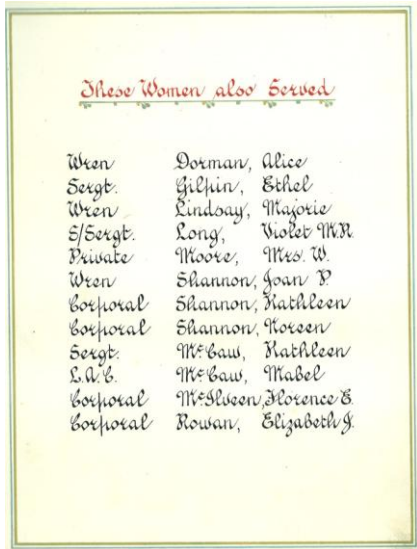 These Women also Served
Wren Dorman, Alice
Sergt. Gilpin, Ethel
Wren Lindsay, Majorie
S/Sergt. Long, Violet M.R.
Private Moore, Mrs. W.
Wren Shannon, Joan P.
Corporal Shannon, Kathleen
Corporal Shannon, Noreen
Sergt. McCaw, Kathleen
L.A.C. McCaw, Mabel
Corporal McIlveen, Florence E.
Corporal Rowan, Elizabeth J.